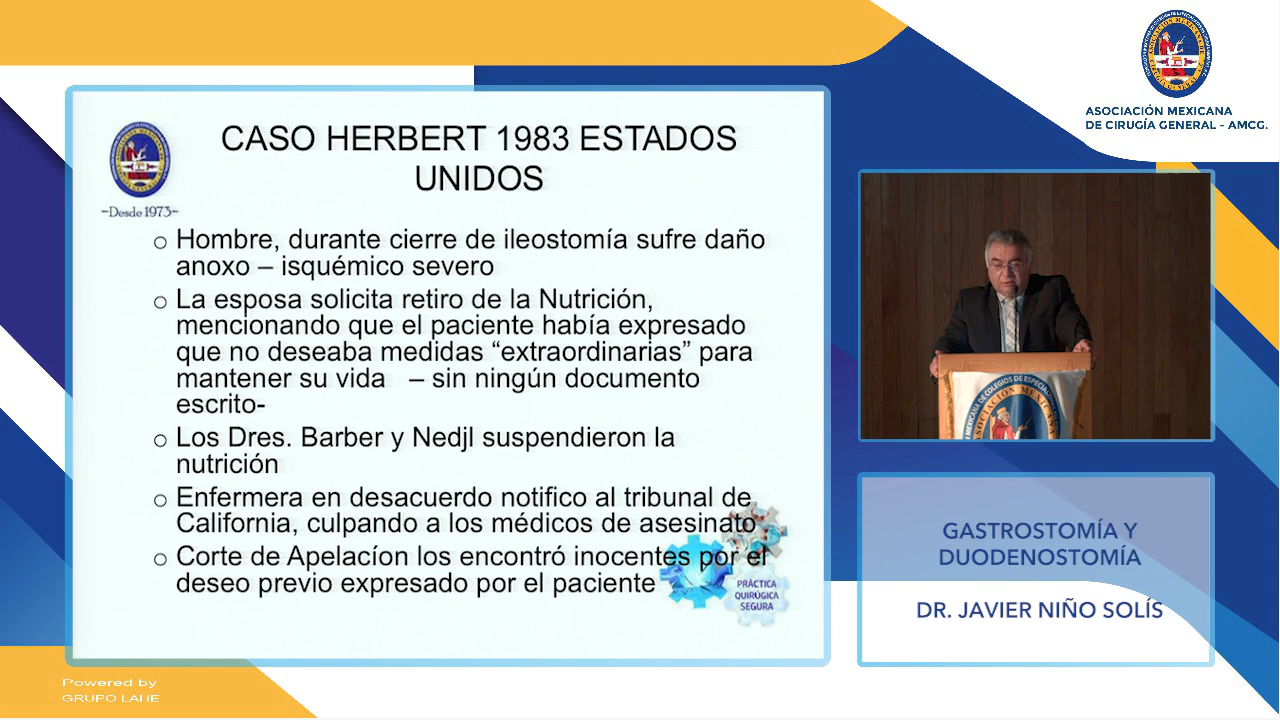 CASO HERBERT 1983 ESTADOS
UNIDOS
-Desde 1973-
o Hombre, durante cierre de ileostomía sufre daño
anoxo – isquémico severo
o La esposa solicita retiro de la Nutrición,
mencionando que el paciente había expresado
que no deseaba medidas “extraordinarias” para
mantener su vida – sin ningún documento
escrito-
o Los Dres. Barber y Nedjl suspendieron la
nutrición
o Enfermera en desacuerdo notifico al tribunal de
California, culpando a los médicos de asesinato
o Corte de Apelacíon los encontró inocentes por el
deseo previo expresado por el paciente
PRÁCTICA
QUIRÚGICA
SEGURA
ASOCIACIÓN MEXICANA
DE CIRUGÍA GENERAL - AMCG.
GASTROSTOMÍA Y
DUODENOSTOMÍA
DR. JAVIER NIÑO SOLÍS
Powered by
GRUPO LAHE